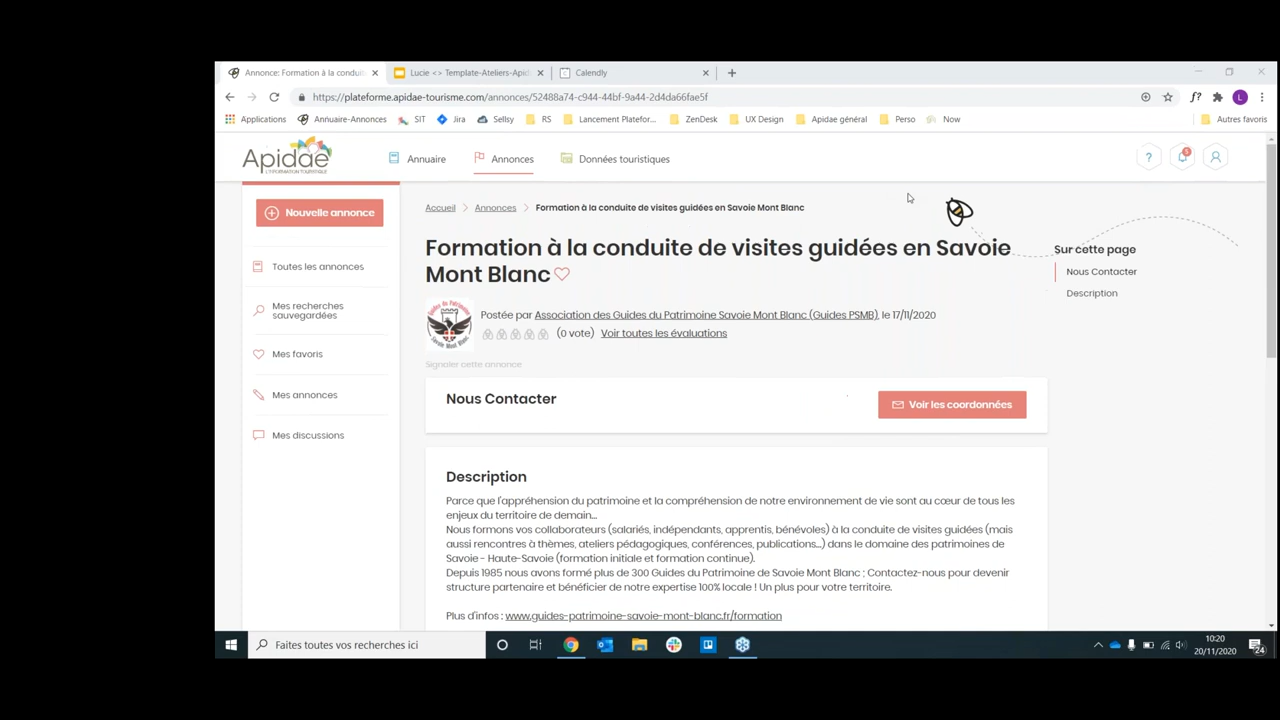 Annonce: Formation à la conduit
Lucie <> Template-Ateliers-Apid
Calendly
https://plateforme.apidae-tourisme.com/annonces/52488a74-c944-44bf-9a44-2d4da66fae5f
f?
L
Applications
Annuaire-Annonces
SIT
Jira
Sellsy
RS
Lancement Platefor...
ZenDesk
UX Design
Apidae général
Perso
Now
Autres favoris
Apidae
L'INFORMATION TOURISTIQUE
Annuaire
Annonces
Données touristiques
?
5
Nouvelle annonce
Toutes les annonces
Mes recherches
sauvegardées
Mes favoris
Mes annonces
Mes discussions
Accueil
Annonces
Formation à la conduite de visites guidées en Savoie Mont Blanc
Formation à la conduite de visites guidées en Savoie
Mont Blanc
Postée par Association des Guides du Patrimoine Savoie Mont Blanc (Guides PSMB), le 17/11/2020
(0 vote) Voir toutes les évaluations
Signaler cette annonce
Nous Contacter
Voir les coordonnées
Description
Parce que l'appréhension du patrimoine et la compréhension de notre environnement de vie sont au cœur de tous les
enjeux du territoire de demain...
Nous formons vos collaborateurs (salariés, indépendants, apprentis, bénévoles) à la conduite de visites guidées (mais
aussi rencontres à thèmes, ateliers pédagogiques, conférences, publications...) dans le domaine des patrimoines de
Savoie - Haute-Savoie (formation initiale et formation continue).
Depuis 1985 nous avons formé plus de 300 Guides du Patrimoine de Savoie Mont Blanc ; Contactez-nous pour devenir
structure partenaire et bénéficier de notre expertise 100% locale ! Un plus pour votre territoire.
Plus d'infos : www.guides-patrimoine-savoie-mont-blanc.fr/formation
Sur cette page
Nous Contacter
Description
Faites toutes vos recherches ici
10:20
20/11/2020
24